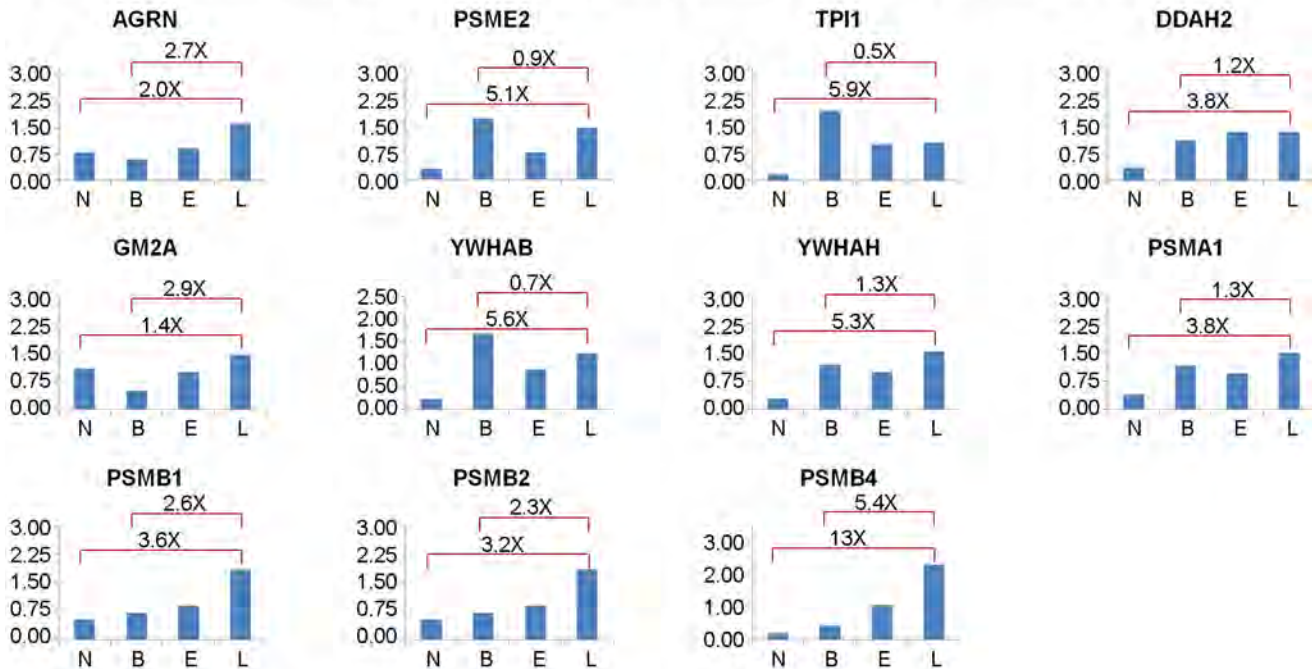 AGRN
2.7X
2.0X
3.00
2.25
1.50
0.75
0.00
N B E L
PSME2
0.9X
5.1X
3.00
2.25
1.50
0.75
0.00
N B E L
TPI1
0.5X
5.9X
3.00
2.25
1.50
0.75
0.00
N B E L
DDAH2
1.2X
3.8X
3.00
2.25
1.50
0.75
0.00
N B E L
GM2A
2.9X
1.4X
3.00
2.25
1.50
0.75
0.00
N B E L
YWHAB
0.7X
5.6X
2.50
2.00
1.50
1.00
0.50
0.00
N B E L
YWHAH
1.3X
5.3X
3.00
2.25
1.50
0.75
0.00
N B E L
PSMA1
1.3X
3.8X
3.00
2.25
1.50
0.75
0.00
N B E L
PSMB1
2.6X
3.6X
3.00
2.25
1.50
0.75
0.00
N B E L
PSMB2
2.3X
3.2X
3.00
2.25
1.50
0.75
0.00
N B E L
PSMB4
5.4X
13X
3.00
2.00
1.00
0.00
N B E L